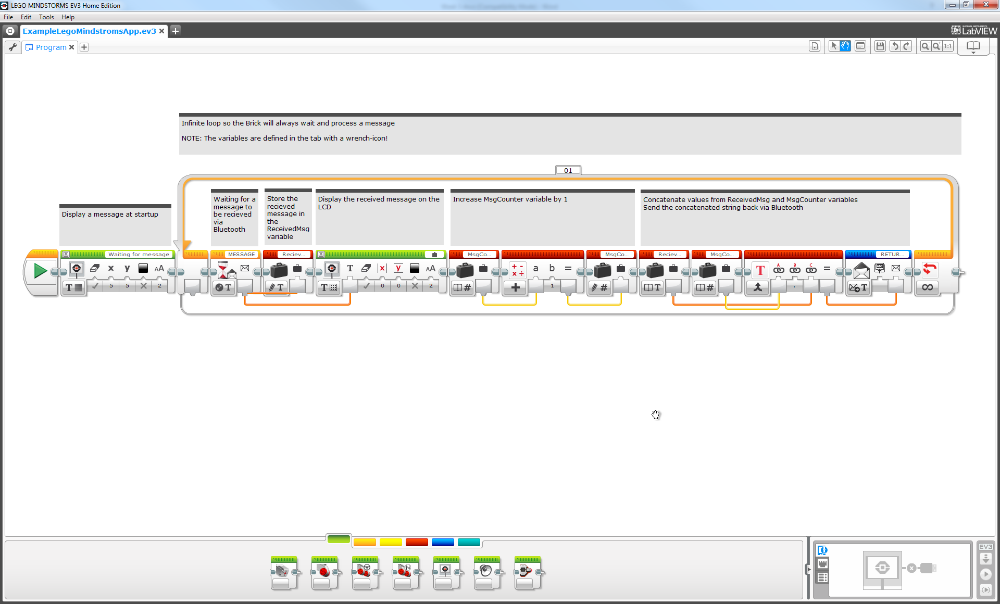 LEGO MINDSTORMS EV3 Home Edition
File Edit Tools Help
ExampleLegoMindstromsApp.ev3
NATIONAL INSTRUMENTS
LabVIEW
Program
1:1
Infinite loop so the Brick will always wait and process a message
NOTE: The variables are defined in the tab with a wrench-icon!
01
Display a message at startup
Waiting for a
message to
be recieved
via
Bluetooth
Store the
recieved
message in
the
ReceivedMsg
variable
Display the received message on the
LCD
Increase MsgCounter variable by 1
Concatenate values from ReceivedMsg and MsgCounter variables
Send the concatenated string back via Bluetooth
Waiting for message
MESSAGE
Reciev...
MsgCo...
MsgCo...
Reciev...
MsgCo...
RETUR...
x y AA
T x y AA
+ - x ÷
a b =
T A B C =
T 5 5 2
T
T
T 0 0 2
#
+ 1
#
T
#
.
T
∞
EV3